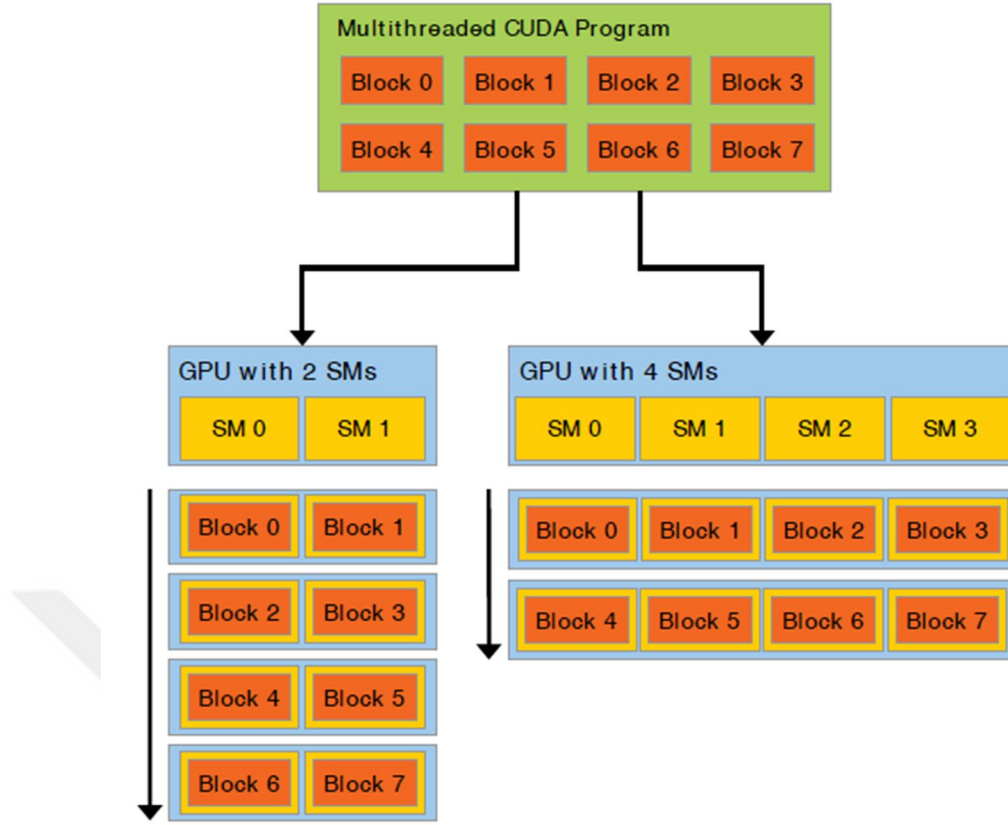 Multithreaded CUDA Program
Block 0 Block 1 Block 2 Block 3
Block 4 Block 5 Block 6 Block 7
GPU with 2 SMs
SM 0 SM 1
Block 0 Block 1
Block 2 Block 3
Block 4 Block 5
Block 6 Block 7
GPU with 4 SMs
SM 0 SM 1 SM 2 SM 3
Block 0 Block 1 Block 2 Block 3
Block 4 Block 5 Block 6 Block 7